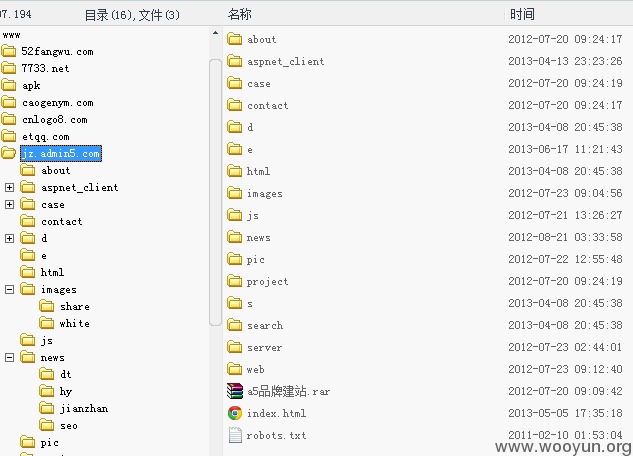 07.194 目录(16),文件(3) 名称 时间
www
52fangwu.com
7733.net
apk
caogenym.com
cnlogo8.com
etqq.com
jz.admin5.com
about
aspnet_client
case
contact
d
e
html
images
share
white
js
news
dt
hy
jianzhan
seo
pic
about 2012-07-20 09:24:17
aspnet_client 2013-04-13 23:23:26
case 2012-07-20 09:24:19
contact 2012-07-20 09:24:17
d 2013-04-08 20:45:38
e 2013-06-17 11:21:43
html 2013-04-08 20:45:38
images 2012-07-23 09:04:56
js 2012-07-21 13:26:27
news 2012-08-21 03:33:58
pic 2012-07-22 12:55:48
project 2012-07-20 09:24:19
s 2013-04-08 20:45:38
search 2013-04-08 20:45:38
server 2012-07-23 02:44:01
web 2012-07-23 09:12:40
a5品牌建站.rar 2012-07-20 09:09:42
index.html 2013-05-05 17:35:18
robots.txt 2011-02-10 01:53:04
www.wooyun.org